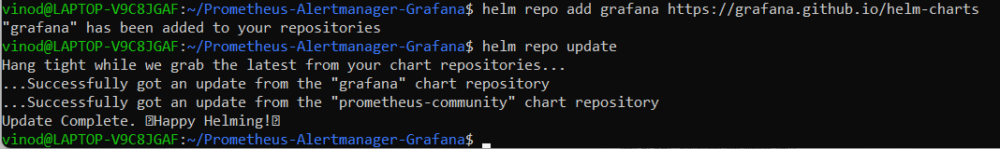 vinod@LAPTOP-V9C8JGAF:~/Prometheus-Alertmanager-Grafana$ helm repo add grafana https://grafana.github.io/helm-charts
"grafana" has been added to your repositories
vinod@LAPTOP-V9C8JGAF:~/Prometheus-Alertmanager-Grafana$ helm repo update
Hang tight while we grab the latest from your chart repositories...
...Successfully got an update from the "grafana" chart repository
...Successfully got an update from the "prometheus-community" chart repository
Update Complete. ⍰Happy Helming!⍰
vinod@LAPTOP-V9C8JGAF:~/Prometheus-Alertmanager-Grafana$